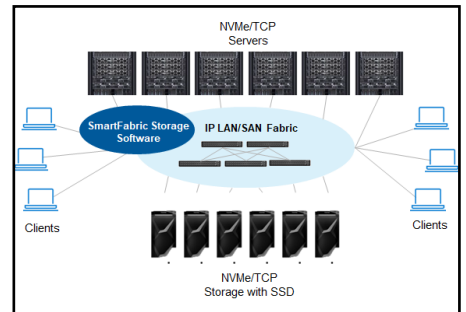 NVMe/TCP
Servers
SmartFabric Storage
Software
IP LAN/SAN Fabric
Clients
Clients
NVMe/TCP
Storage with SSD